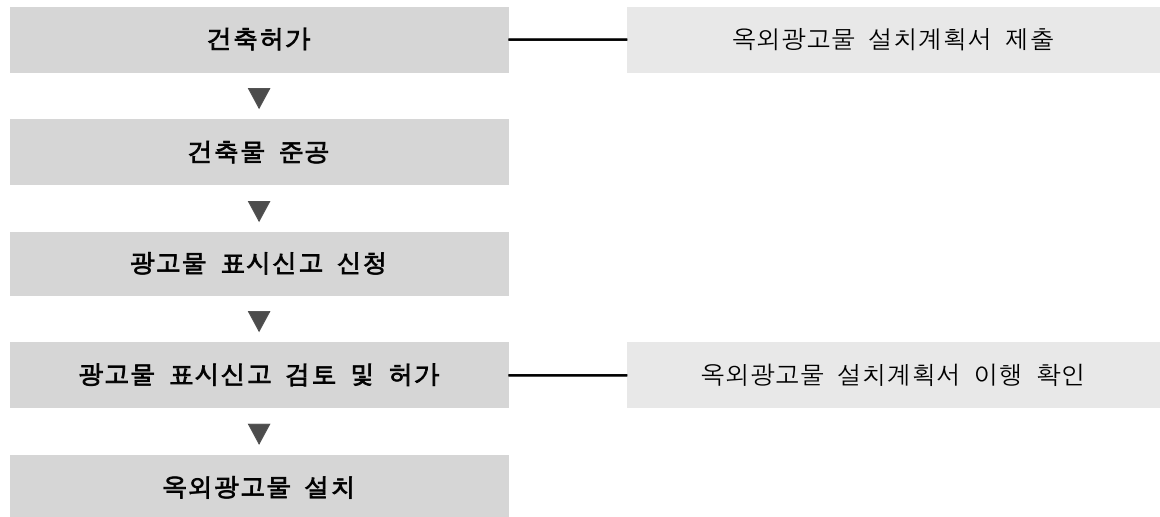 건축허가
옥외광고물 설치계획서 제출
건축물 준공
광고물 표시신고 신청
광고물 표시신고 검토 및 허가
옥외광고물 설치계획서 이행 확인
옥외광고물 설치